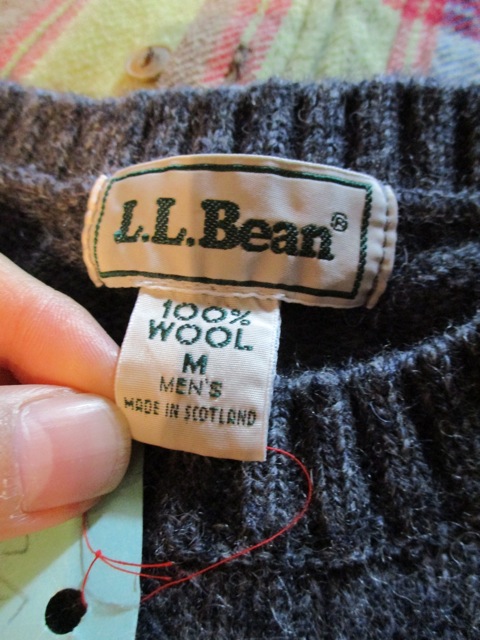 L.L.Bean®
100%
WOOL
M
MEN'S
MADE IN SCOTLAND